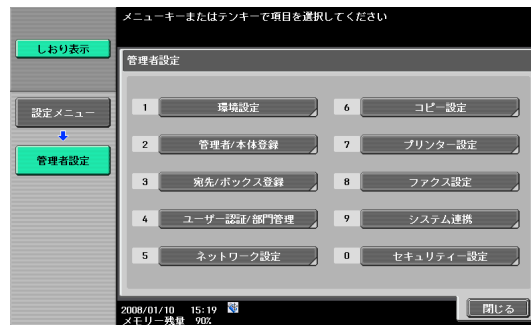 メニューキーまたはテンキーで項目を選択してください
しおり表示
管理者設定
設定メニュー
管理者設定
1 環境設定
6 コピー設定
2 管理者/本体登録
7 プリンター設定
3 宛先/ボックス登録
8 ファクス設定
4 ユーザー認証/部門管理
9 システム連携
5 ネットワーク設定
0 セキュリティー設定
2008/01/10 15:19
メモリー残量 90%
閉じる